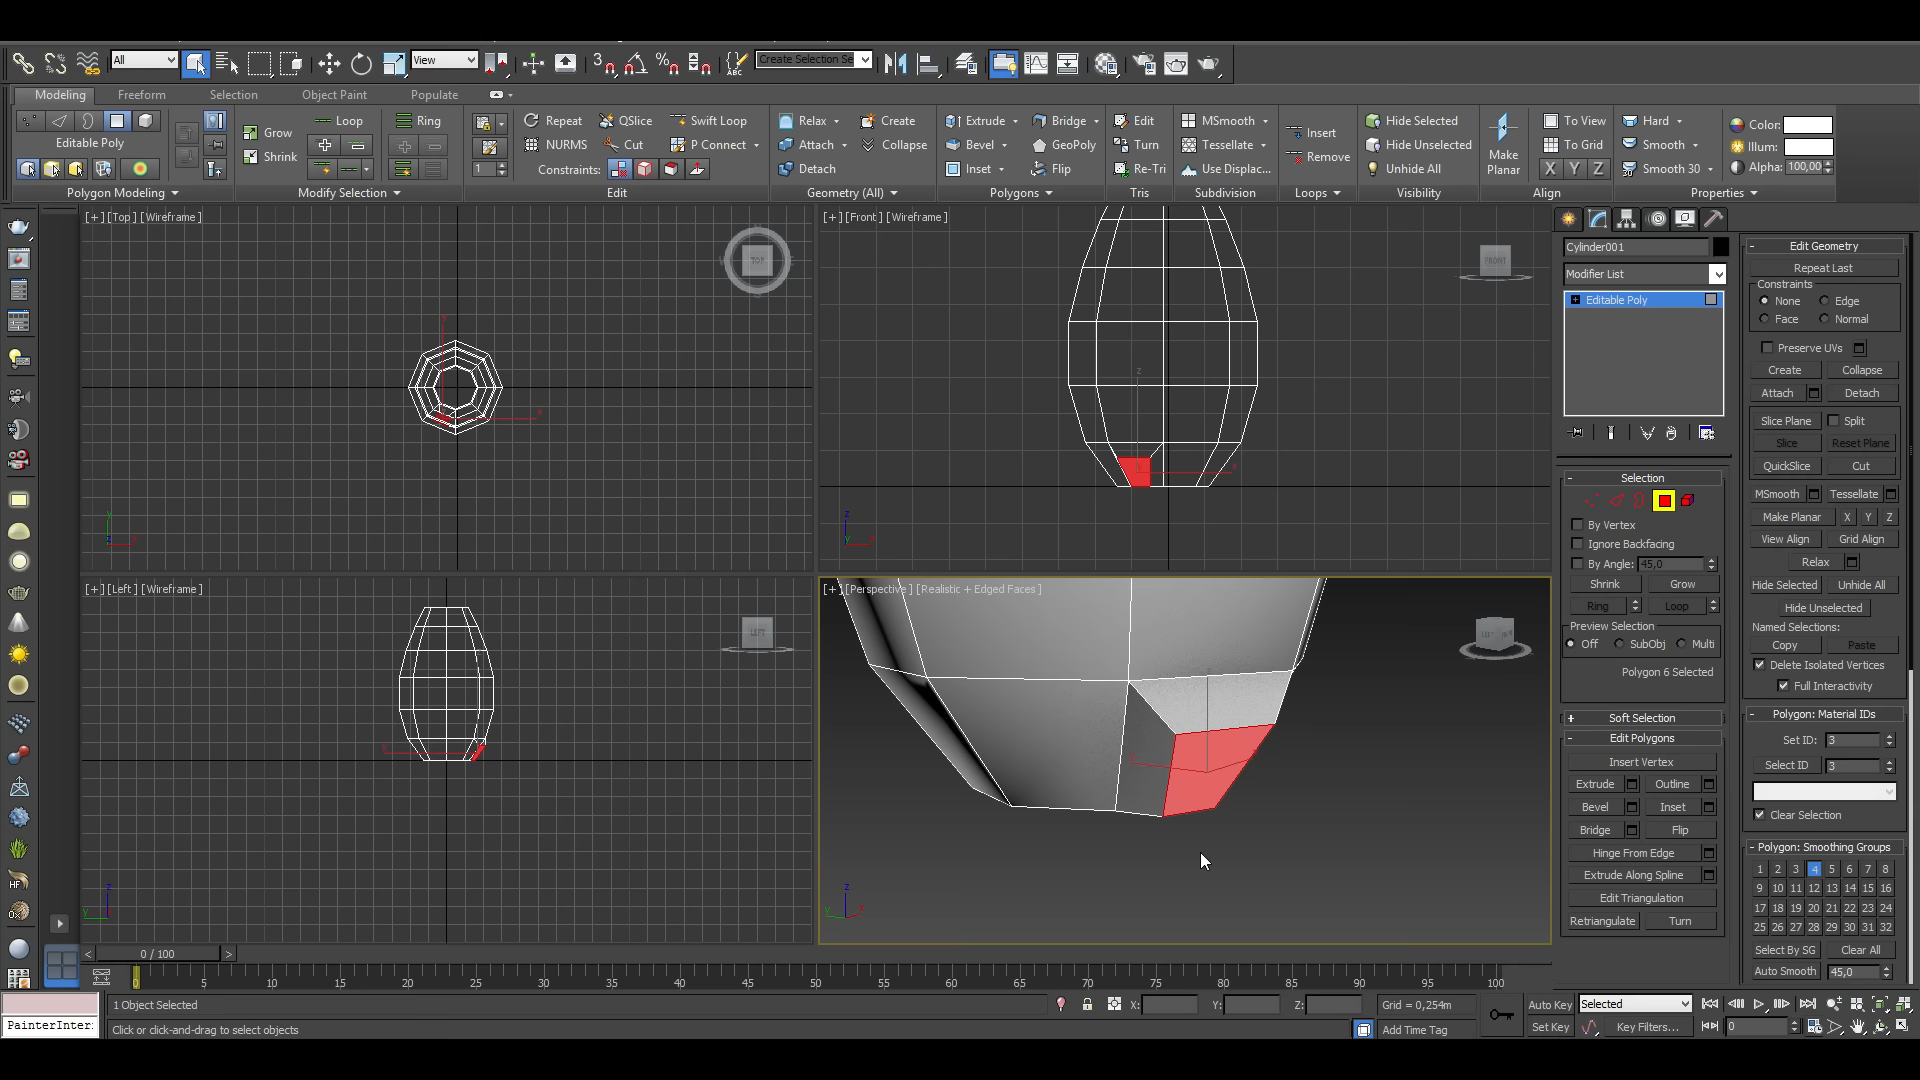 All
View
3
Create Selection Se
Modeling Freeform Selection Object Paint Populate
Editable Poly
Polygon Modeling
Grow
Shrink
Loop
Ring
Modify Selection
Repeat QSlice Swift Loop
NURMS Cut P Connect
1 Constraints:
Edit
Relax Create
Attach Collapse
Detach
Geometry (All)
Extrude Bridge
Bevel GeoPoly
Inset Flip
Polygons
Edit
Turn
Re-Tri
Tris
MSmooth
Tessellate
Use Displac...
Subdivision
Insert
Remove
Loops
Hide Selected
Hide Unselected
Unhide All
Visibility
Make
Planar
To View
To Grid
X Y Z
Align
Hard
Smooth
Smooth 30
Color:
Illum:
Alpha: 100,00
Properties
[+][Top][Wireframe]
TOP
[+][Front][Wireframe]
FRONT
[+][Left][Wireframe]
LEFT
[+][Perspective][Realistic + Edged Faces]
Cylinder001
Modifier List
Editable Poly
Selection
By Vertex
Ignore Backfacing
By Angle: 45,0
Shrink Grow
Ring Loop
Preview Selection
Off SubObj Multi
Polygon 6 Selected
Soft Selection
Edit Polygons
Insert Vertex
Extrude Outline
Bevel Inset
Bridge Flip
Hinge From Edge
Extrude Along Spline
Edit Triangulation
Retriangulate Turn
Edit Geometry
Repeat Last
Constraints
None Edge
Face Normal
Preserve UVs
Create Collapse
Attach Detach
Slice Plane Split
Slice Reset Plane
QuickSlice Cut
MSmooth Tessellate
Make Planar X Y Z
View Align Grid Align
Relax
Hide Selected Unhide All
Hide Unselected
Named Selections:
Copy Paste
Delete Isolated Vertices
Full Interactivity
Polygon: Material IDs
Set ID: 3
Select ID 3
Clear Selection
Polygon: Smoothing Groups
1 2 3 4 5 6 7 8
9 10 11 12 13 14 15 16
17 18 19 20 21 22 23 24
25 26 27 28 29 30 31 32
Select By SG Clear All
Auto Smooth 45,0
< 0 / 100 >
0 5 10 15 20 25 30 35 40 45 50 55 60 65 70 75 80 85 90 95 100
1 Object Selected
X: Y: Z: Grid = 0,254m
Auto Key Selected
PainterInter:
Click or click-and-drag to select objects
Add Time Tag
Set Key Key Filters... 0